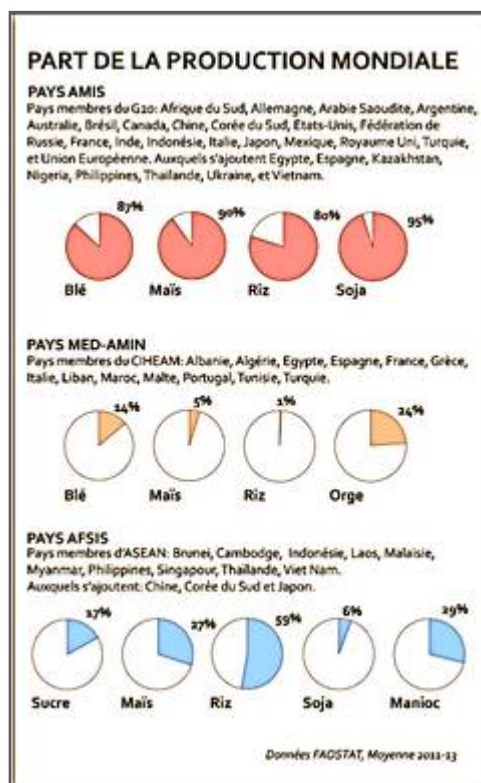 PART DE LA PRODUCTION MONDIALE
PAYS AMIS
Pays membres du G20: Afrique du Sud, Allemagne, Arabie Saoudite, Argentine,
Australie, Brésil, Canada, Chine, Corée du Sud, États-Unis, Fédération de
Russie, France, Inde, Indonésie, Italie, Japon, Mexique, Royaume Uni, Turquie,
et Union Européenne. Auxquels s'ajoutent Egypte, Espagne, Kazakhstan,
Nigeria, Philippines, Thailande, Ukraine, et Vietnam.
87% 90% 80% 95%
Blé Maïs Riz Soja
PAYS MED-AMIN
Pays membres du CIHEAM: Albanie, Algérie, Egypte, Espagne, France, Grèce,
Italie, Liban, Maroc, Malte, Portugal, Tunisie, Turquie.
14% 5% 1% 24%
Blé Maïs Riz Orge
PAYS AFSIS
Pays membres d'ASEAN: Brunei, Cambodge, Indonésie, Laos, Malaisie,
Myanmar, Philippines, Singapour, Thaïlande, Viet Nam.
Auxquels s'ajoutent: Chine, Corée du Sud et Japon.
17% 27% 59% 6% 29%
Sucre Maïs Riz Soja Manioc
Données FAOSTAT, Moyenne 2011-13